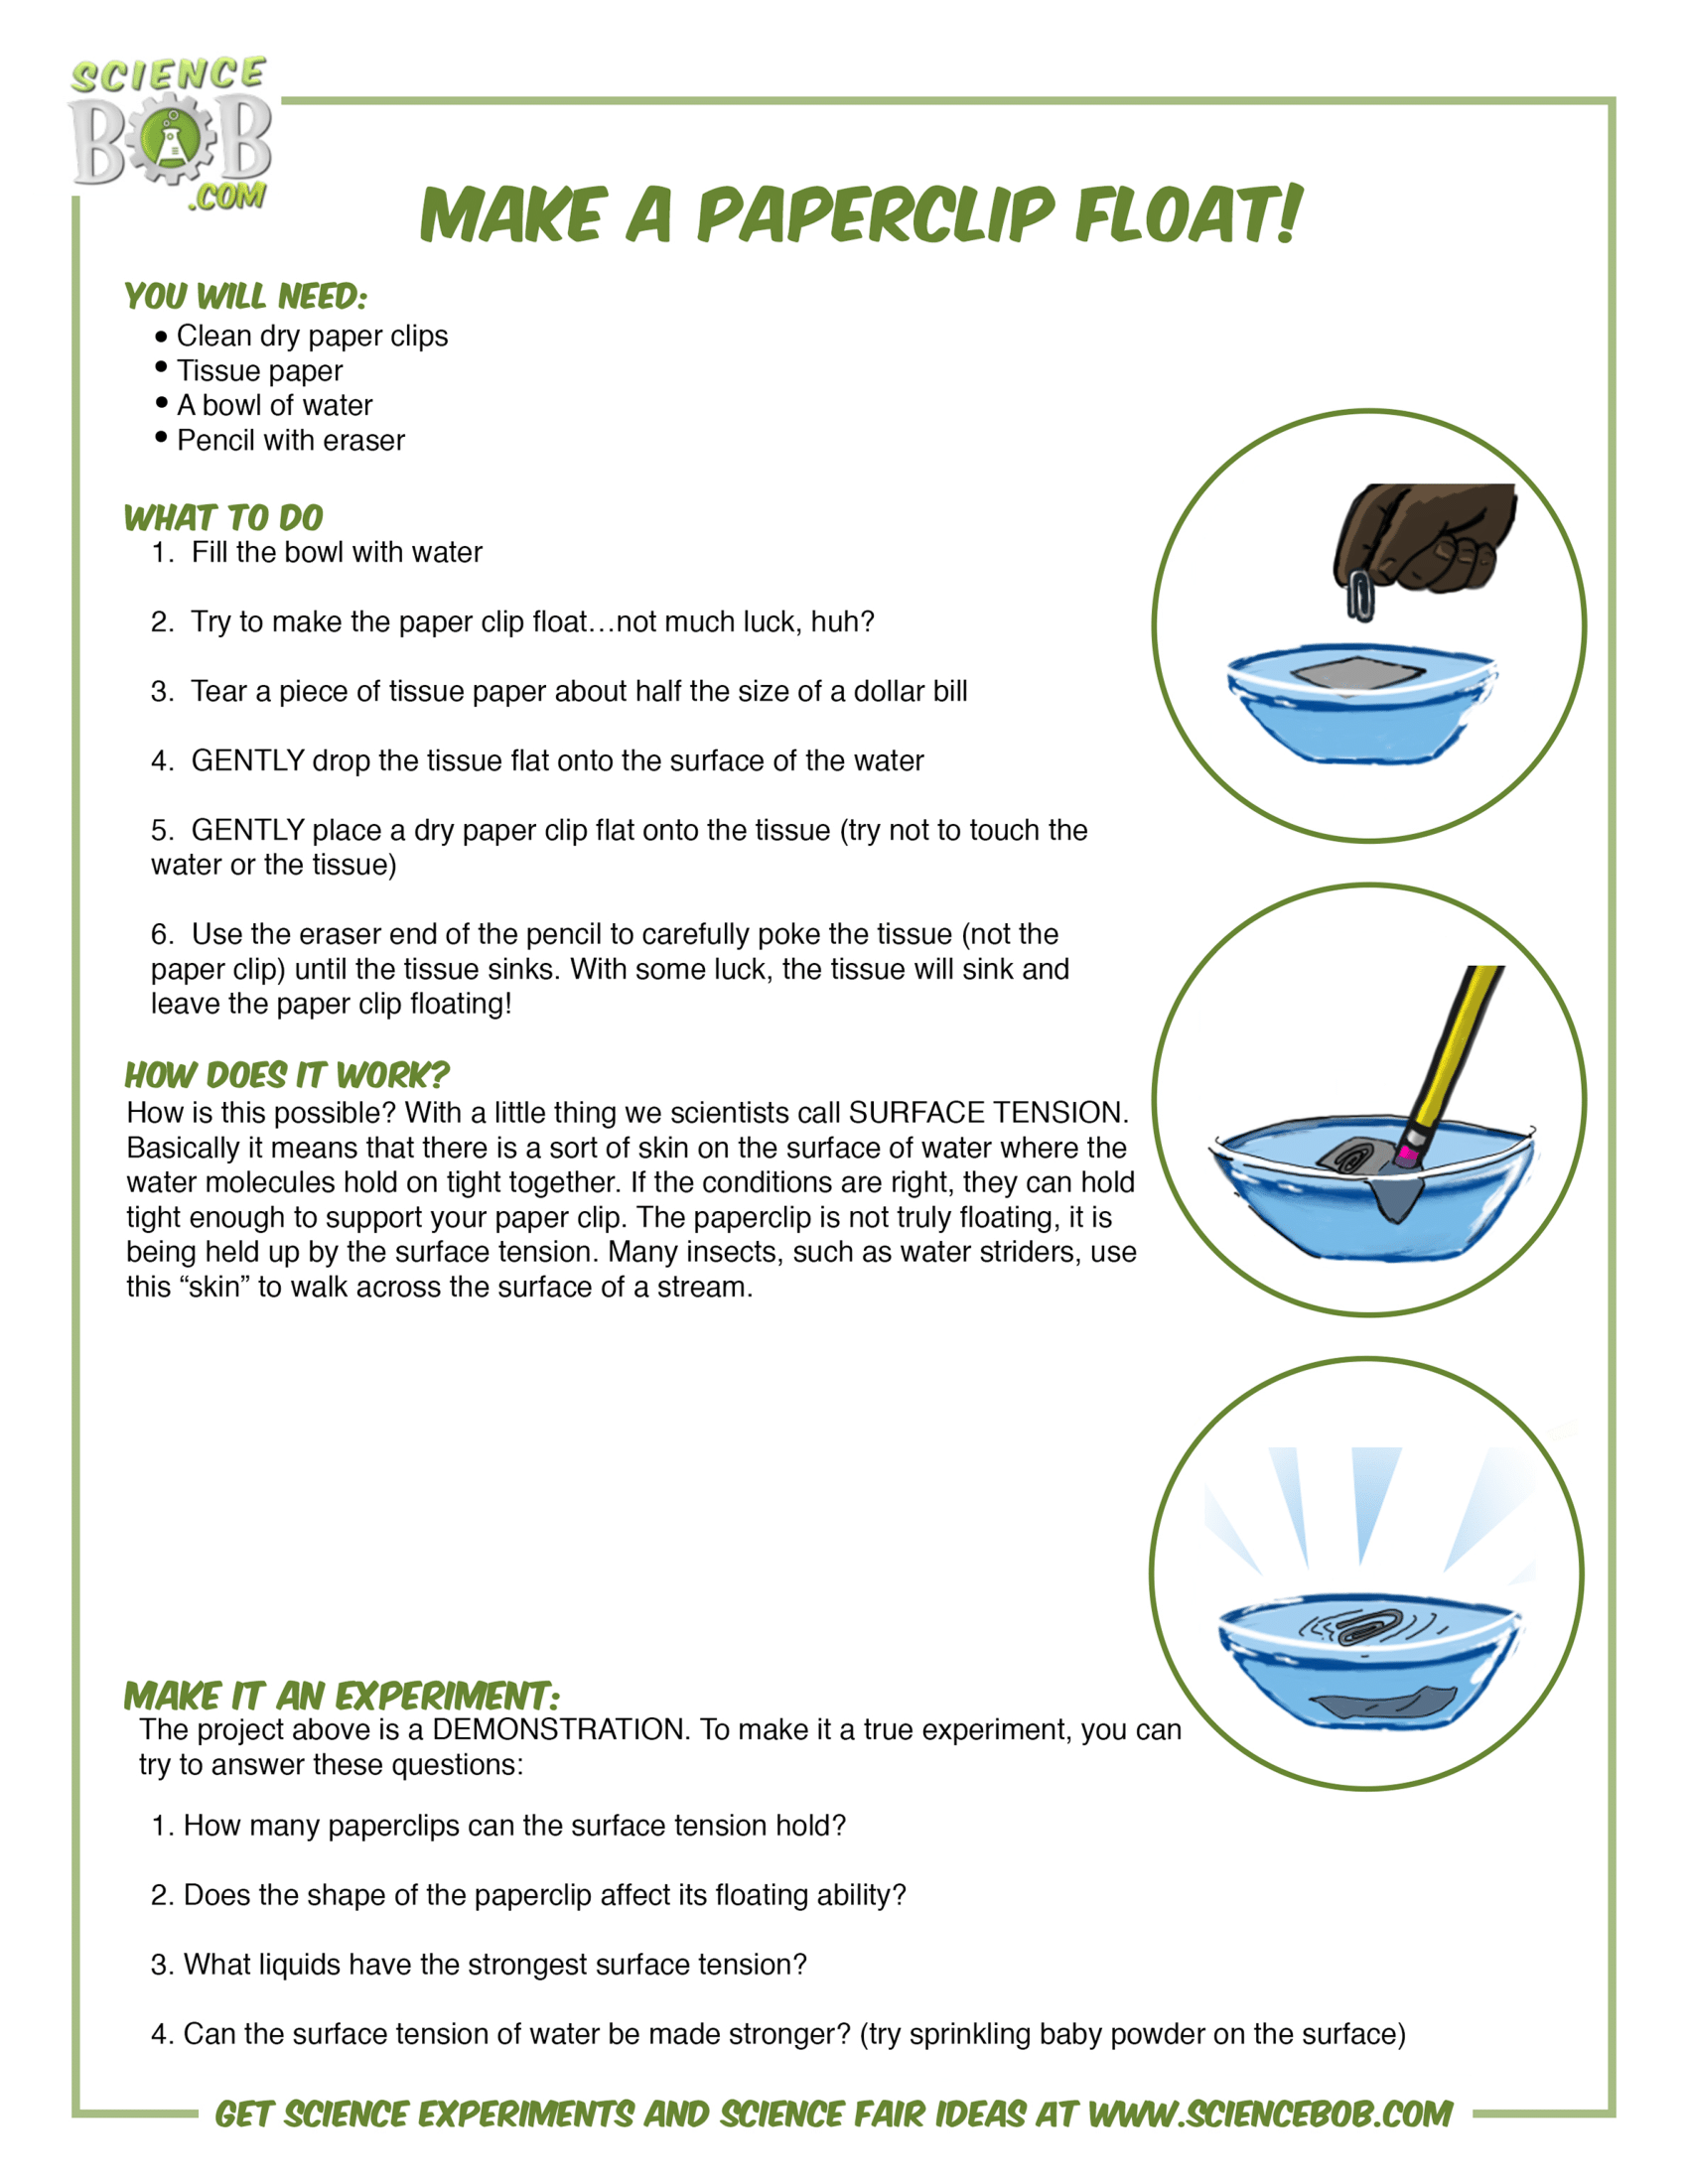 SCIENCE
BOB
.COM
MAKE A PAPERCLIP FLOAT!
YOU WILL NEED:
• Clean dry paper clips
• Tissue paper
• A bowl of water
• Pencil with eraser
WHAT TO DO
1. Fill the bowl with water
2. Try to make the paper clip float...not much luck, huh?
3. Tear a piece of tissue paper about half the size of a dollar bill
4. GENTLY drop the tissue flat onto the surface of the water
5. GENTLY place a dry paper clip flat onto the tissue (try not to touch the
water or the tissue)
6. Use the eraser end of the pencil to carefully poke the tissue (not the
paper clip) until the tissue sinks. With some luck, the tissue will sink and
leave the paper clip floating!
HOW DOES IT WORK?
How is this possible? With a little thing we scientists call SURFACE TENSION.
Basically it means that there is a sort of skin on the surface of water where the
water molecules hold on tight together. If the conditions are right, they can hold
tight enough to support your paper clip. The paperclip is not truly floating, it is
being held up by the surface tension. Many insects, such as water striders, use
this “skin” to walk across the surface of a stream.
MAKE IT AN EXPERIMENT:
The project above is a DEMONSTRATION. To make it a true experiment, you can
try to answer these questions:
1. How many paperclips can the surface tension hold?
2. Does the shape of the paperclip affect its floating ability?
3. What liquids have the strongest surface tension?
4. Can the surface tension of water be made stronger? (try sprinkling baby powder on the surface)
GET SCIENCE EXPERIMENTS AND SCIENCE FAIR IDEAS AT WWW.SCIENCEBOB.COM